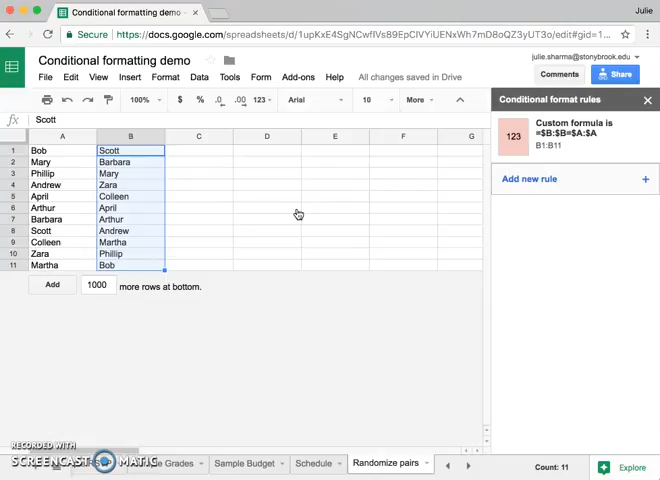 Conditional formatting demo - × Julie
Secure https://docs.google.com/spreadsheets/d/1upKxE4SgNCwfIVs89EpCIVYiUENxWh7mD8oQZ3yUT3o/edit#gid=1...
Conditional formatting demo
julie.sharma@stonybrook.edu
File Edit View Insert Format Data Tools Form Add-ons Help All changes saved in Drive
Comments Share
100% $ % .0 .00 123 Arial 10 More
Conditional format rules ×
fx Scott
A B C D E F G
1 Bob Scott
2 Mary Barbara
3 Phillip Mary
4 Andrew Zara
5 April Colleen
6 Arthur April
7 Barbara Arthur
8 Scott Andrew
9 Colleen Martha
10 Zara Phillip
11 Martha Bob
123 Custom formula is
=$B:$B=$A:$A
B1:B11
Add new rule +
Add 1000 more rows at bottom.
RECORDED WITH
SCREENCAST MATIC
Grades Sample Budget Schedule Randomize pairs
Count: 11 Explore